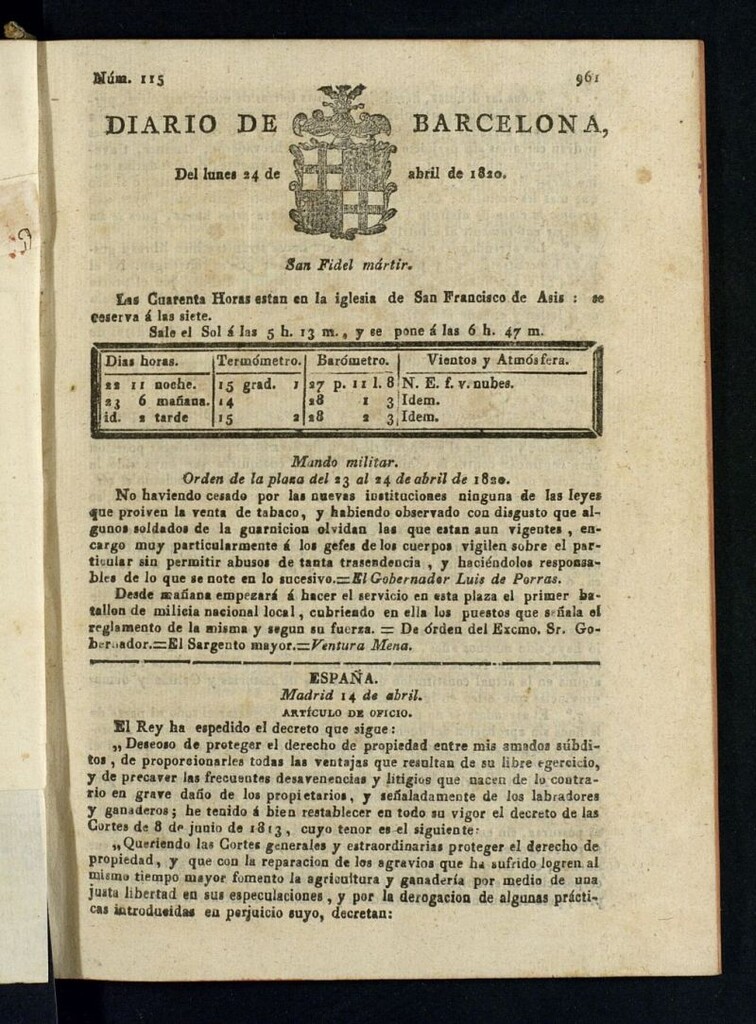 Núm. 115 961
DIARIO DE BARCELONA,
Del lunes 24 de abril de 1820.
San Fidel mártir.
Las Cuarenta Horas estan en la iglesia de San Francisco de Asis : se
reserva á las siete.
Sale el Sol á las 5 h. 13 m., y se pone á las 6 h. 47 m.
Dias horas. Termómetro. Barómetro. Vientos y Atmósfera.
22 11 noche. 15 grad. 1 27 p. 11 l. 8 N. E. f. v. nubes.
23 6 mañana. 14 28 1 3 Idem.
id. 2 tarde 15 2 28 2 3 Idem.
Mando militar.
Orden de la plaza del 23 al 24 de abril de 1820.
No haviendo cesado por las nuevas instituciones ninguna de las leyes
que proiven la venta de tabaco, y habiendo observado con disgusto que al-
gunos soldados de la guarnicion olvidan las que estan aun vigentes , en-
cargo muy particularmente á los gefes de los cuerpos vigilen sobre el par-
ticular sin permitir abusos de tanta trasendencia , y haciéndolos responsa-
bles de lo que se note en lo sucesivo.=El Gobernador Luis de Porras.
Desde mañana empezará á hacer el servicio en esta plaza el primer ba-
tallon de milicia nacional local, cubriendo en ella los puestos que señala el
reglamento de la misma y segun su fuerza. = De órden del Excmo. Sr. Go-
bernador.=El Sargento mayor.=Ventura Mena.
ESPAÑA.
Madrid 14 de abril.
ARTÍCULO DE OFICIO.
El Rey ha espedido el decreto que sigue:
„ Deseoso de proteger el derecho de propiedad entre mis amados súbdi-
tos , de proporcionarles todas las ventajas que resultan de su libre egercicio,
y de precaver las frecuentes desavenencias y litigios que nacen de lo contra-
rio en grave daño de los propietarios, y señaladamente de los labradores
y ganaderos; he tenido á bien restablecer en todo su vigor el decreto de las
Cortes de 8 de junio de 1813, cuyo tenor es el siguiente:
„Queriendo las Cortes generales y estraordinarias proteger el derecho de
propiedad, y que con la reparacion de los agravios que ha sufrido logren al
mismo tiempo mayor fomento la agricultura y ganadería por medio de una
justa libertad en sus especulaciones, y por la derogacion de algunas prácti-
cas introducidas en perjuicio suyo, decretan: